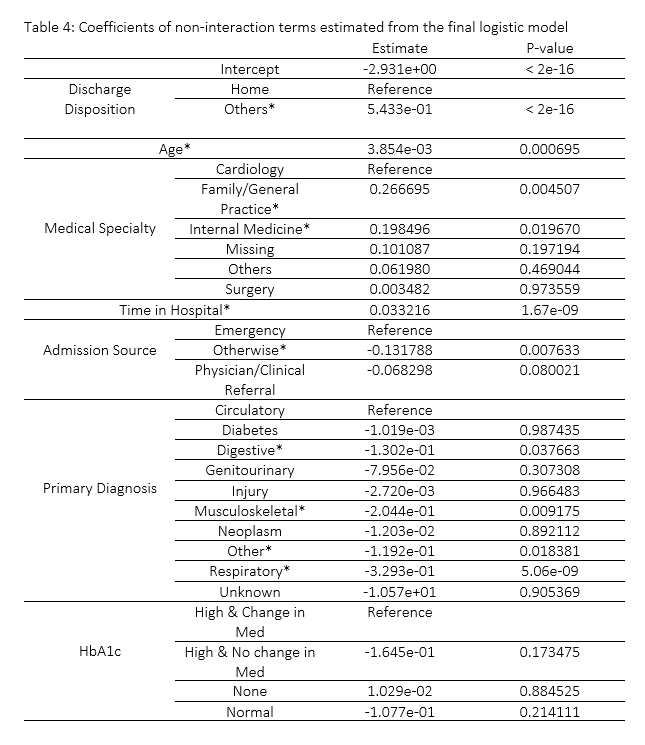 Table 4: Coefficients of non-interaction terms estimated from the final logistic model
Estimate P-value
Intercept -2.931e+00 < 2e-16
Discharge Home Reference
Disposition Others* 5.433e-01 < 2e-16
Age* 3.854e-03 0.000695
Cardiology Reference
Family/General 0.266695 0.004507
Practice*
Medical Specialty Internal Medicine* 0.198496 0.019670
Missing 0.101087 0.197194
Others 0.061980 0.469044
Surgery 0.003482 0.973559
Time in Hospital* 0.033216 1.67e-09
Emergency Reference
Admission Source Otherwise* -0.131788 0.007633
Physician/Clinical -0.068298 0.080021
Referral
Circulatory Reference
Diabetes -1.019e-03 0.987435
Digestive* -1.302e-01 0.037663
Genitourinary -7.956e-02 0.307308
Primary Diagnosis Injury -2.720e-03 0.966483
Musculoskeletal* -2.044e-01 0.009175
Neoplasm -1.203e-02 0.892112
Other* -1.192e-01 0.018381
Respiratory* -3.293e-01 5.06e-09
Unknown -1.057e+01 0.905369
High & Change in Reference
Med
HbA1c High & No change in -1.645e-01 0.173475
Med
None 1.029e-02 0.884525
Normal -1.077e-01 0.214111